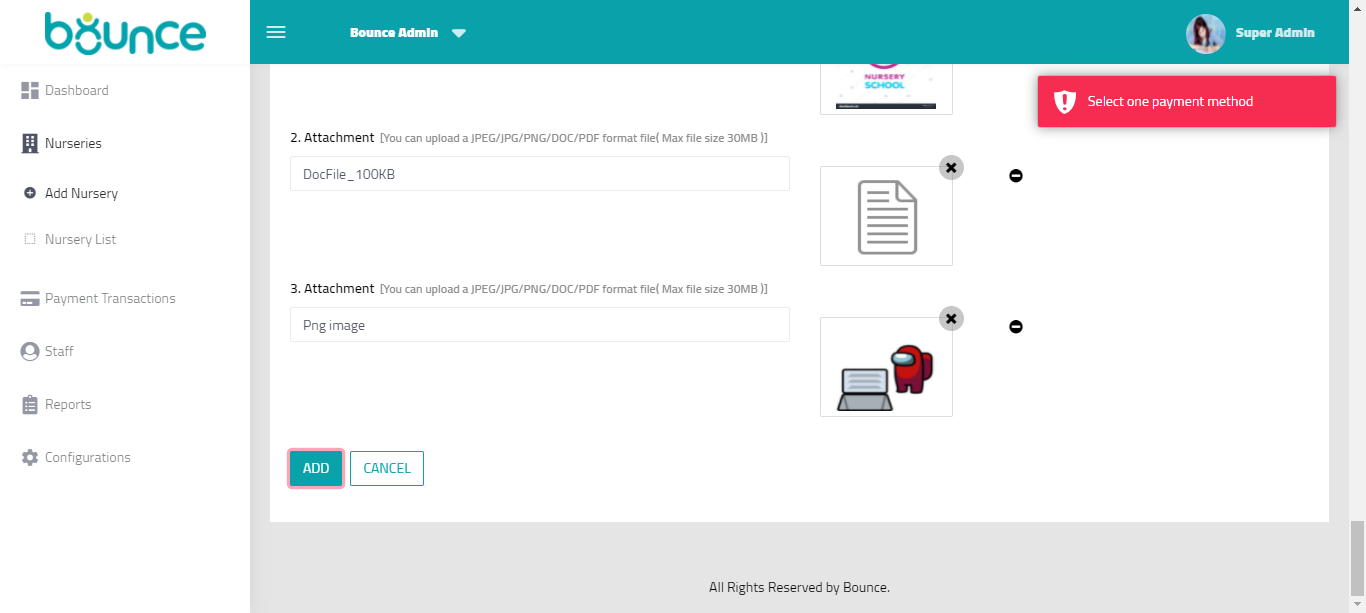 bounce
Bounce Admin
Super Admin
Dashboard
Nurseries
Add Nursery
Nursery List
Payment Transactions
Staff
Reports
Configurations
Select one payment method
NURSERY
SCHOOL
2. Attachment [You can upload a JPEG/JPG/PNG/DOC/PDF format file( Max file size 30MB )]
DocFile_100KB
3. Attachment [You can upload a JPEG/JPG/PNG/DOC/PDF format file( Max file size 30MB )]
Png image
ADD
CANCEL
All Rights Reserved by Bounce.